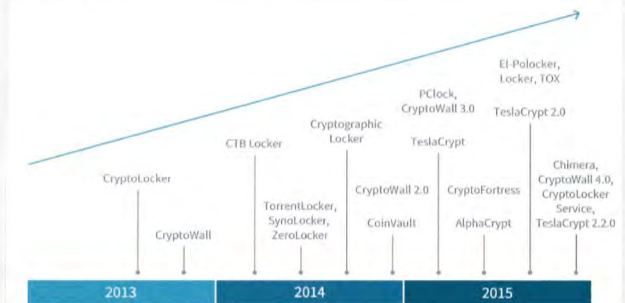 CryptoLocker
CryptoWall
CTB Locker
TorrentLocker,
SynoLocker,
ZeroLocker
Cryptographic
Locker
CryptoWall 2.0
CoinVault
PClock,
CryptoWall 3.0
TeslaCrypt
CryptoFortress
AlphaCrypt
El-Polocker,
Locker, TOX
TeslaCrypt 2.0
Chimera,
CryptoWall 4.0,
CryptoLocker
Service,
TeslaCrypt 2.2.0
2013
2014
2015